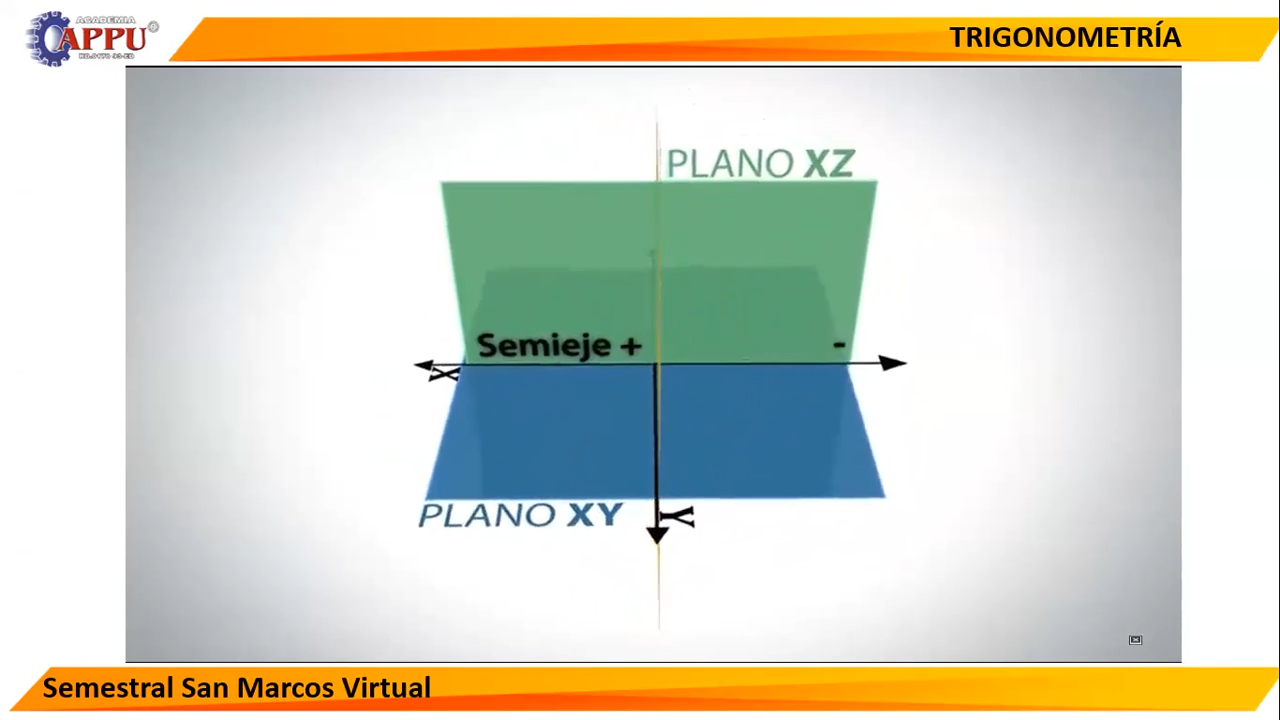 ACADEMIA
APPU
TRIGONOMETRÍA
PLANO XZ
Semieje + -
X
PLANO XY
Y
Semestral San Marcos Virtual